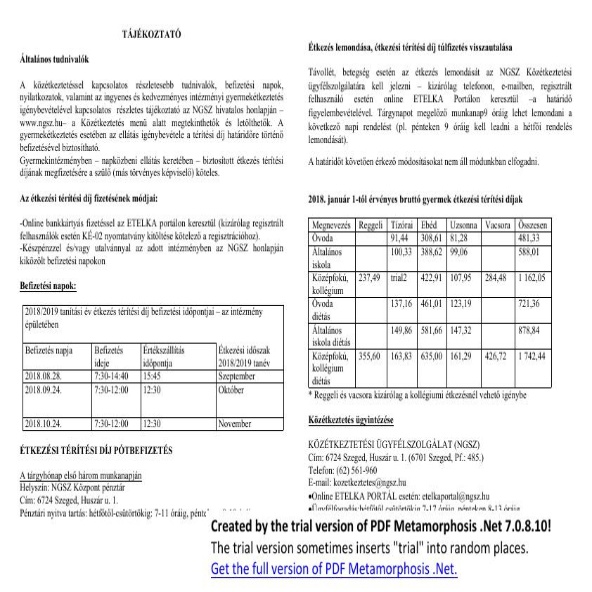 TÁJÉKOZTATÓ
Általános tudnivalók
A közétkeztetéssel kapcsolatos részletesebb tudnivalók, befizetési napok,
nyilatkozatok, valamint az ingyenes és kedvezményes intézményi gyermekétkeztetés
igénybevételével kapcsolatos részletes tájékoztató az NGSZ hivatalos honlapján –
www.ngsz.hu– a Közétkeztetés menü alatt megtekinthetők és letölthetők. A
gyermekétkeztetés esetében az ellátás igénybevétele a térítési díj határidőre történő
befizetésével biztosítható.
Gyermekintézményben – napközbeni ellátás keretében – biztosított étkezés térítési
díjának megfizetésére a szülő (más törvényes képviselő) köteles.
Az étkezési térítési díj fizetésének módjai:
-Online bankkártyás fizetéssel az ETELKA portálon keresztül (kizárólag regisztrált
felhasználók esetén KÉ-02 nyomtatvány kitöltése kötelező a regisztrációhoz).
-Készpénzzel és/vagy utalvánnyal az adott intézményben az NGSZ honlapján
kiközölt befizetési napokon
Befizetési napok:
2018/2019 tanítási év étkezés térítési díj befizetési időpontjai – az intézmény
épületében
Befizetés napja Befizetés ideje Értékszállítás időpontja Étkezési időszak 2018/2019 tanév
2018.08.28. 7:30-14:40 15:45 Szeptember
2018.09.24. 7:30-12:00 12:30 Október
2018.10.24. 7:30-12:00 12:30 November
ÉTKEZÉSI TÉRÍTÉSI DÍJ PÓTBEFIZETÉS
A tárgyhónap első három munkanapján
Helyszín: NGSZ Központ pénztár
Cím: 6724 Szeged, Huszár u. 1.
Pénztári nyitva tartás: hétfőtől-csütörtökig: 7-11 óráig,
Étkezés lemondása, étkezési térítési díj túlfizetés visszautalása
Távollét, betegség esetén az étkezés lemondását az NGSZ Közétkeztetési
ügyfélszolgálatára kell jelezni – kizárólag telefonon, e-mailben, regisztrált
felhasználó esetén online ETELKA Portálon keresztül –a határidő
figyelembevételével. Tárgynapot megelőző munkanap9 óráig lehet lemondani a
következő napi rendelést (pl. pénteken 9 óráig kell leadni a hétfői rendelés
lemondását).
A határidőt követően érkező módosításokat nem áll módunkban elfogadni.
2018. január 1-től érvényes bruttó gyermek étkezési térítési díjak
Megnevezés Reggeli Tízórai Ebéd Uzsonna Vacsora Összesen
Óvoda 91,44 308,61 81,28 481,33
Általános iskola 100,33 388,62 99,06 588,01
Középfokú, kollégium 237,49 trial2 422,91 107,95 284,48 1 162,05
Óvoda diétás 137,16 461,01 123,19 721,36
Általános iskola diétás 149,86 581,66 147,32 878,84
Középfokú, kollégium diétás 355,60 163,83 635,00 161,29 426,72 1 742,44
* Reggeli és vacsora kizárólag a kollégiumi étkezésnél vehető igénybe
Közétkeztetés ügyintézése
KÖZÉTKEZTETÉSI ÜGYFÉLSZOLGÁLAT (NGSZ)
Cím: 6724 Szeged, Huszár u. 1. (6701 Szeged, Pf.: 485.)
Telefon: (62) 561-960
E-mail: kozetkeztetes@ngsz.hu
●Online ETELKA PORTÁL esetén: etelkaportal@ngsz.hu
Created by the trial version of PDF Metamorphosis .Net 7.0.8.10!
The trial version sometimes inserts "trial" into random places.
Get the full version of PDF Metamorphosis .Net.